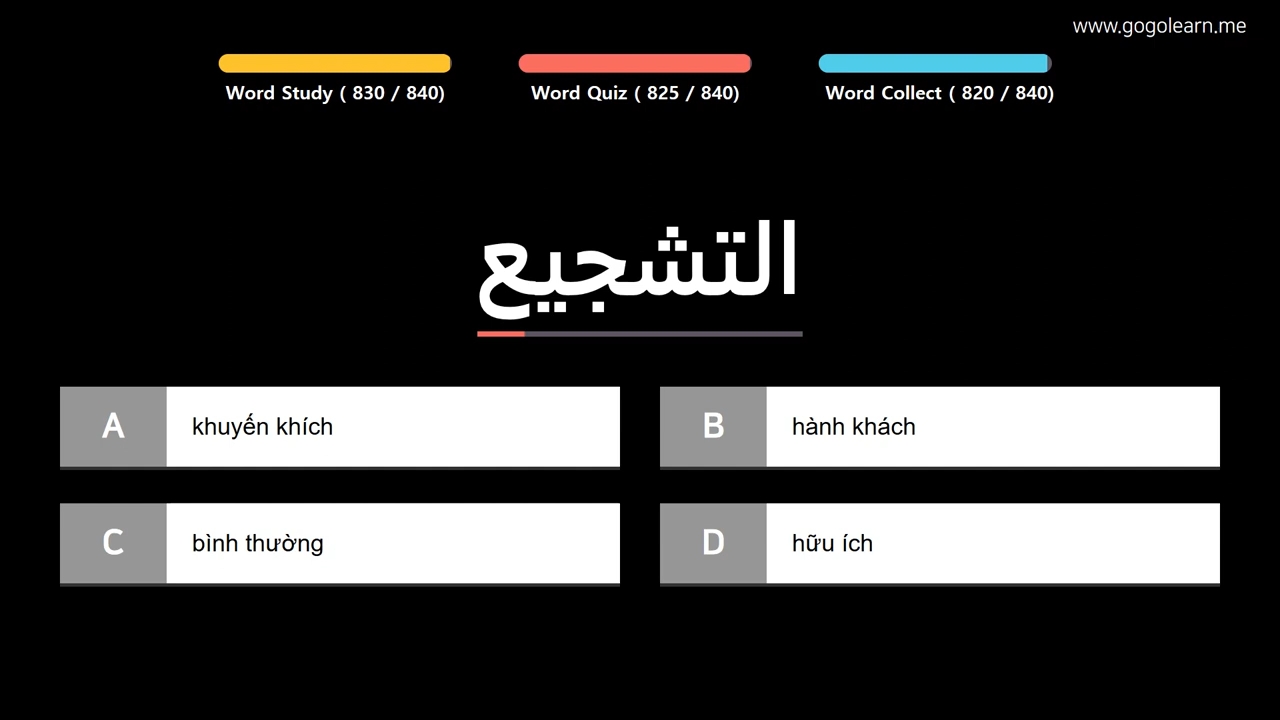 www.gogolearn.me
Word Study ( 830 / 840)
Word Quiz ( 825 / 840)
Word Collect ( 820 / 840)
التشجيع
A
khuyến khích
B
hành khách
C
bình thường
D
hữu ích